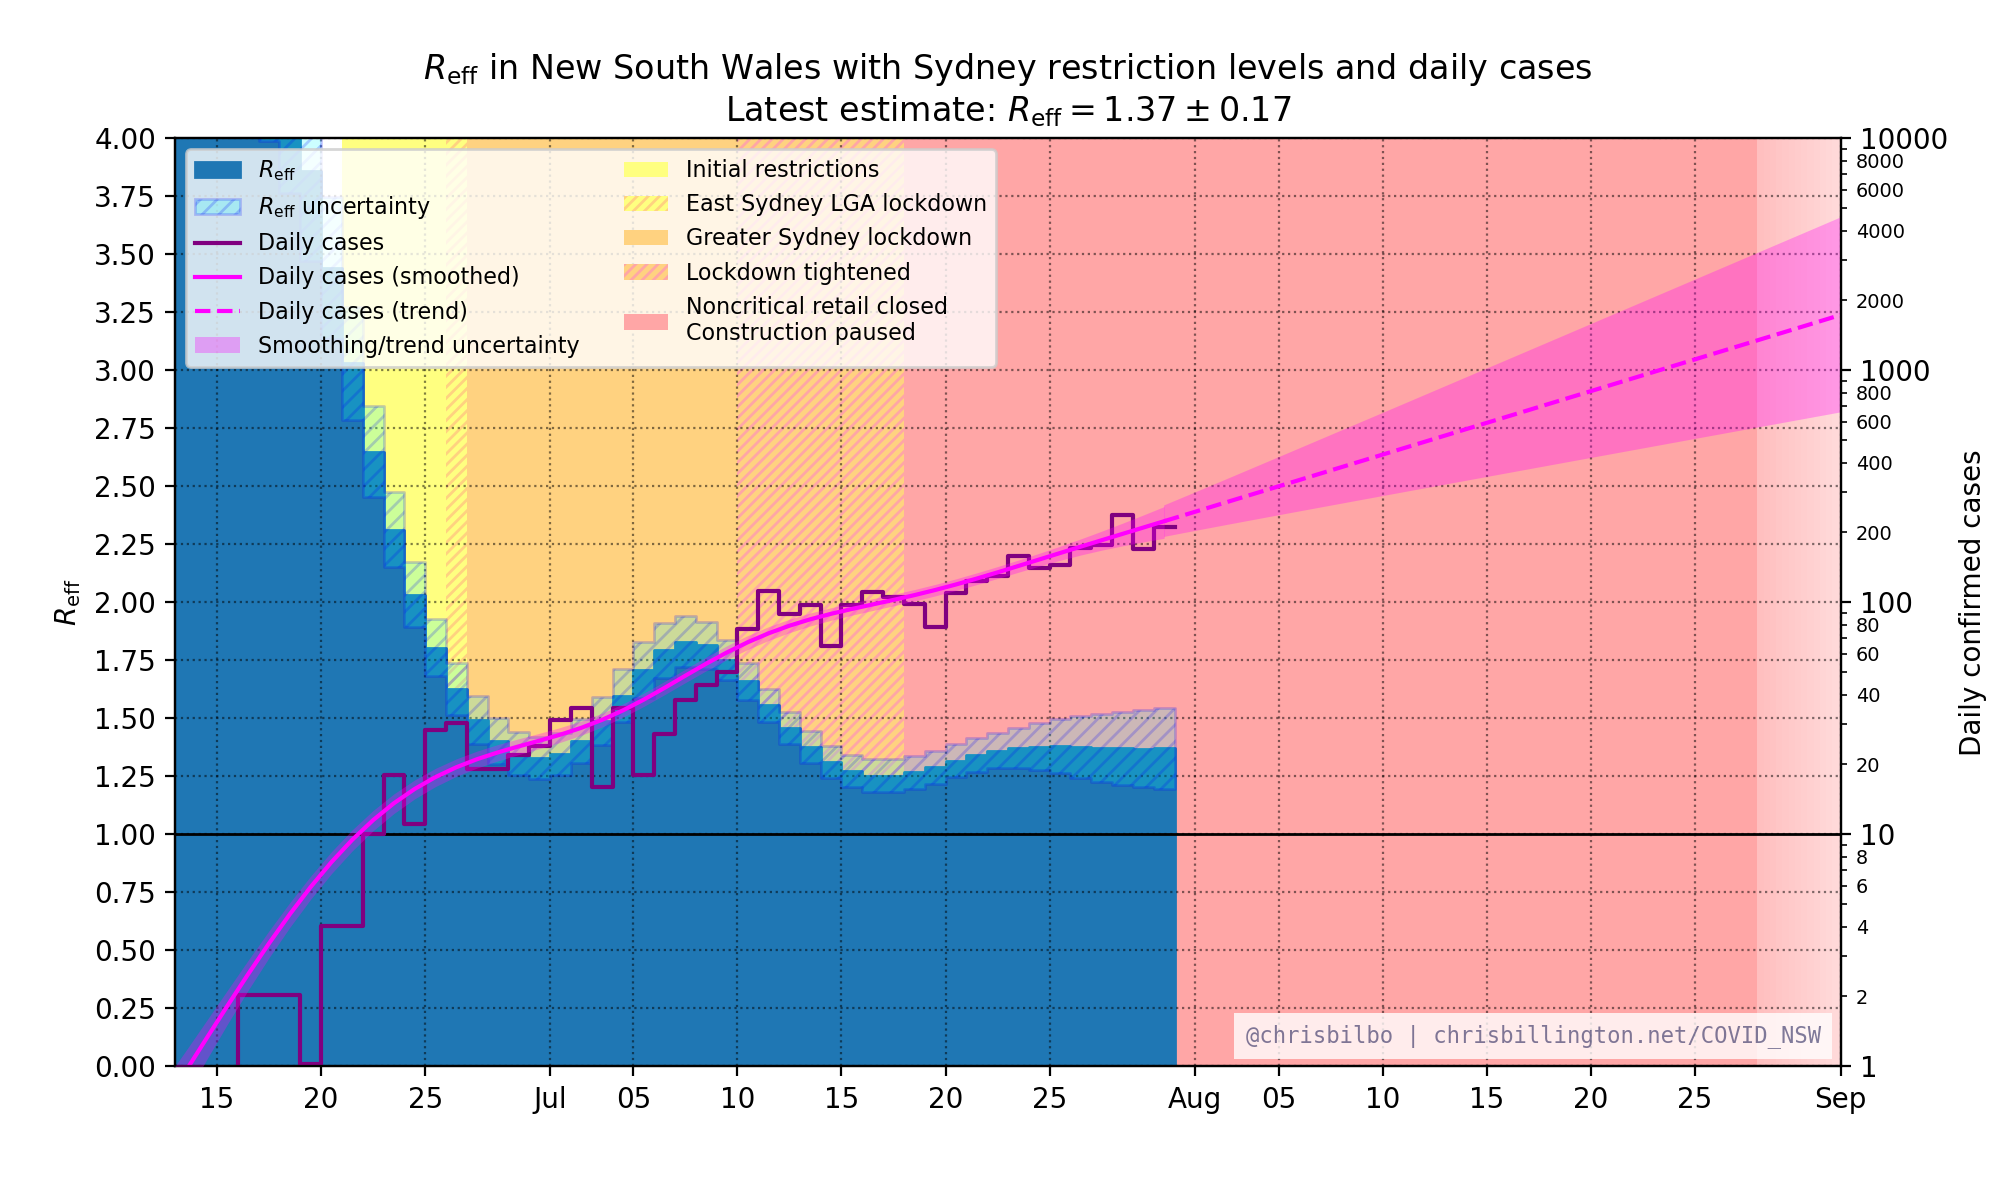 R_eff in New South Wales with Sydney restriction levels and daily cases
Latest estimate: R_eff = 1.37 ± 0.17
R_eff
R_eff uncertainty
Daily cases
Daily cases (smoothed)
Daily cases (trend)
Smoothing/trend uncertainty
Initial restrictions
East Sydney LGA lockdown
Greater Sydney lockdown
Lockdown tightened
Noncritical retail closed
Construction paused
R_eff
4.00
3.75
3.50
3.25
3.00
2.75
2.50
2.25
2.00
1.75
1.50
1.25
1.00
0.75
0.50
0.25
0.00
10000
8000
6000
4000
2000
1000
800
600
400
200
100
80
60
40
20
10
8
6
4
2
1
Daily confirmed cases
@chrisbilbo | chrisbillington.net/COVID_NSW
15 20 25 Jul 05 10 15 20 25 Aug 05 10 15 20 25 Sep